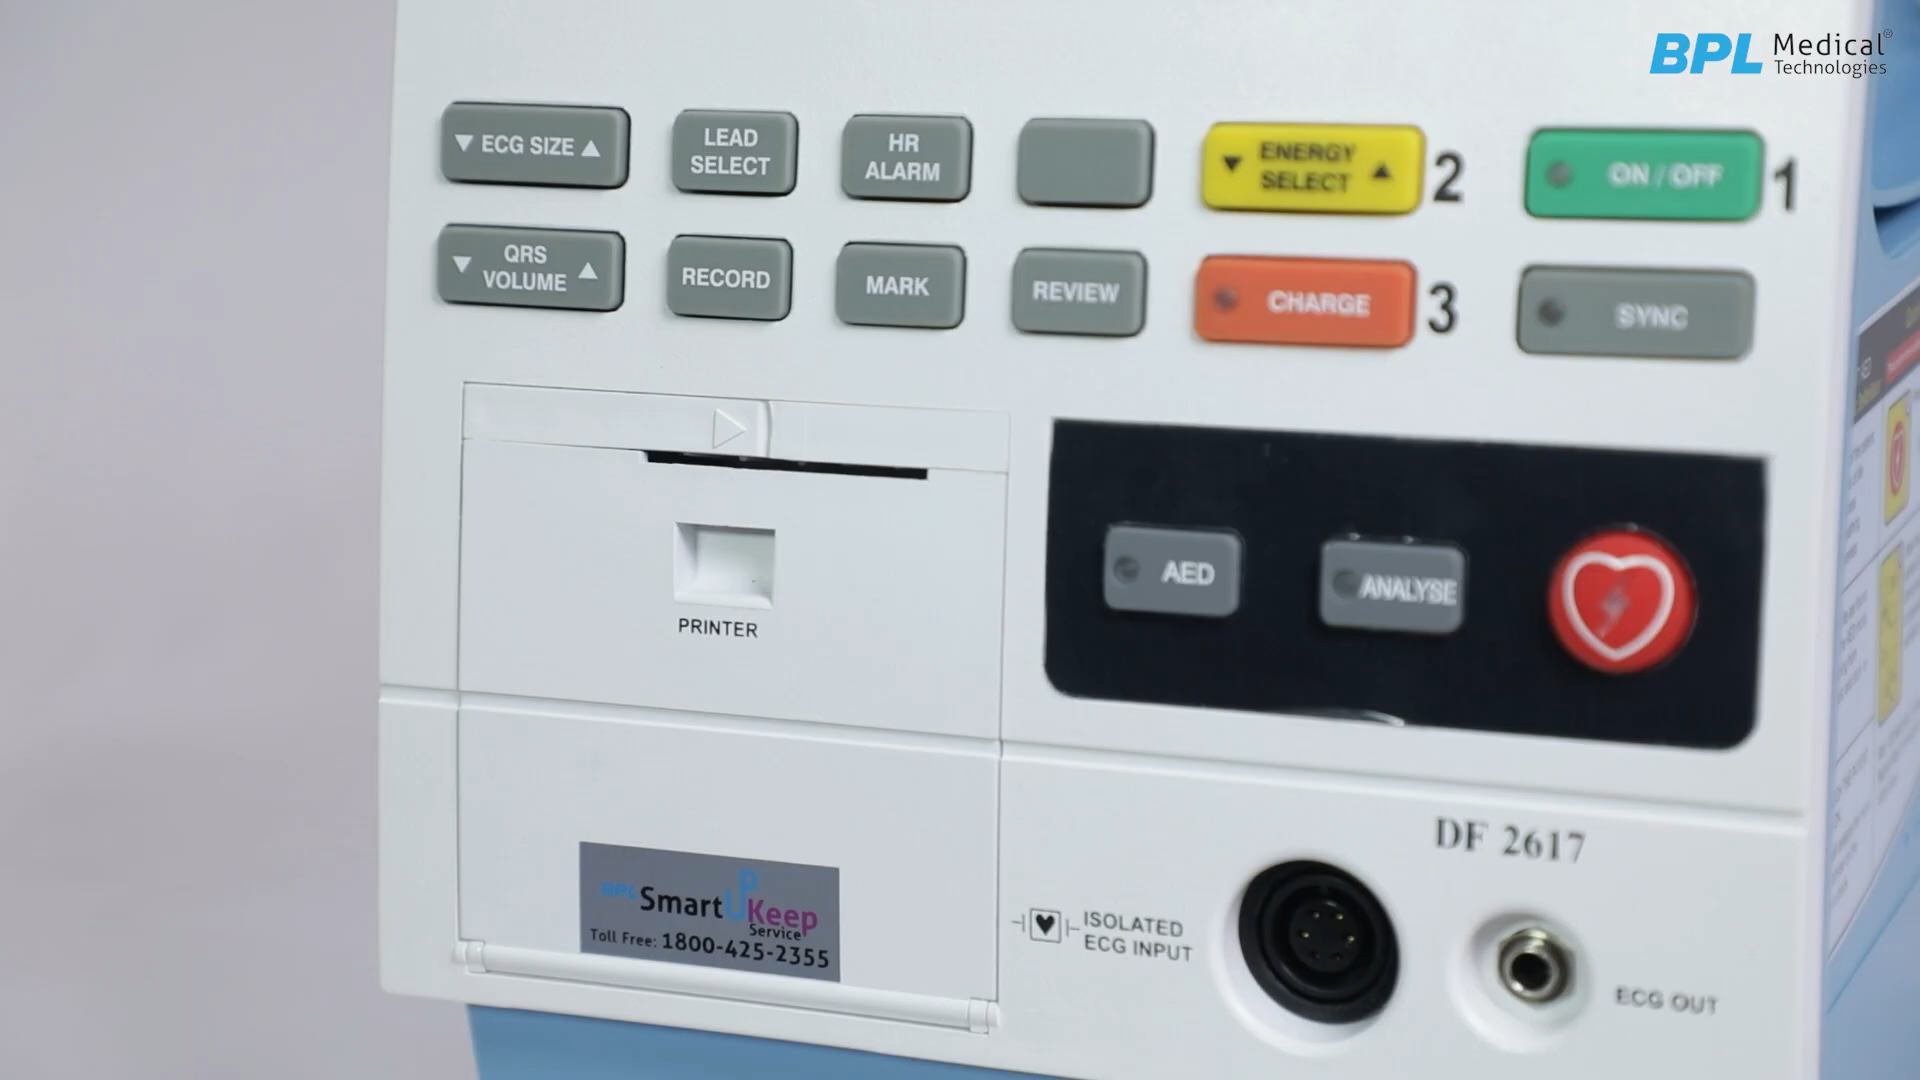 BPL Medical®
Technologies
▼ ECG SIZE ▲
LEAD
SELECT
HR
ALARM
▼ ENERGY
SELECT ▲
2
ON / OFF
1
▼ QRS
VOLUME ▲
RECORD
MARK
REVIEW
CHARGE
3
SYNC
AED
ANALYSE
PRINTER
DF 2617
BPL SmartUPKeep
Service
Toll Free: 1800-425-2355
ISOLATED
ECG INPUT
ECG OUT